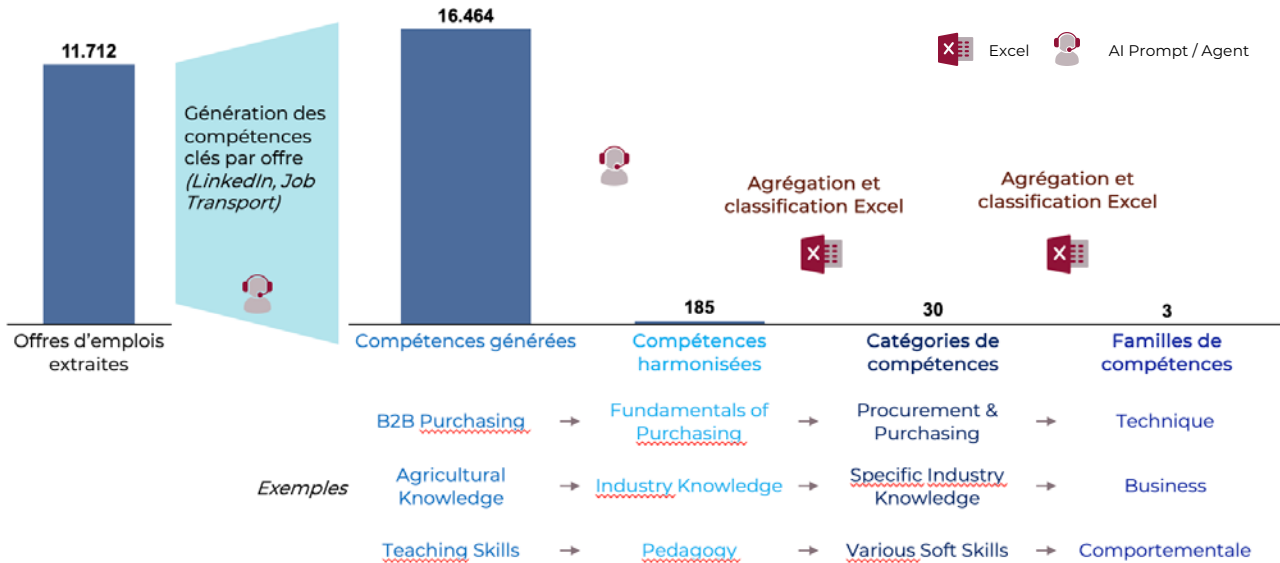 16.464
11.712
Excel
AI Prompt / Agent
Génération des
compétences
clés par offre
(LinkedIn, Job
Transport)
Agrégation et
classification Excel
Agrégation et
classification Excel
X
X
X
185
30
3
Offres d'emplois
extraites
Compétences générées
Compétences
harmonisées
Catégories de
compétences
Familles de
compétences
B2B Purchasing
Fundamentals of
Purchasing
Procurement &
Purchasing
Technique
Exemples
Agricultural
Knowledge
Industry Knowledge
Specific Industry
Knowledge
Business
Teaching Skills
Pedagogy
Various Soft Skills
Comportementale